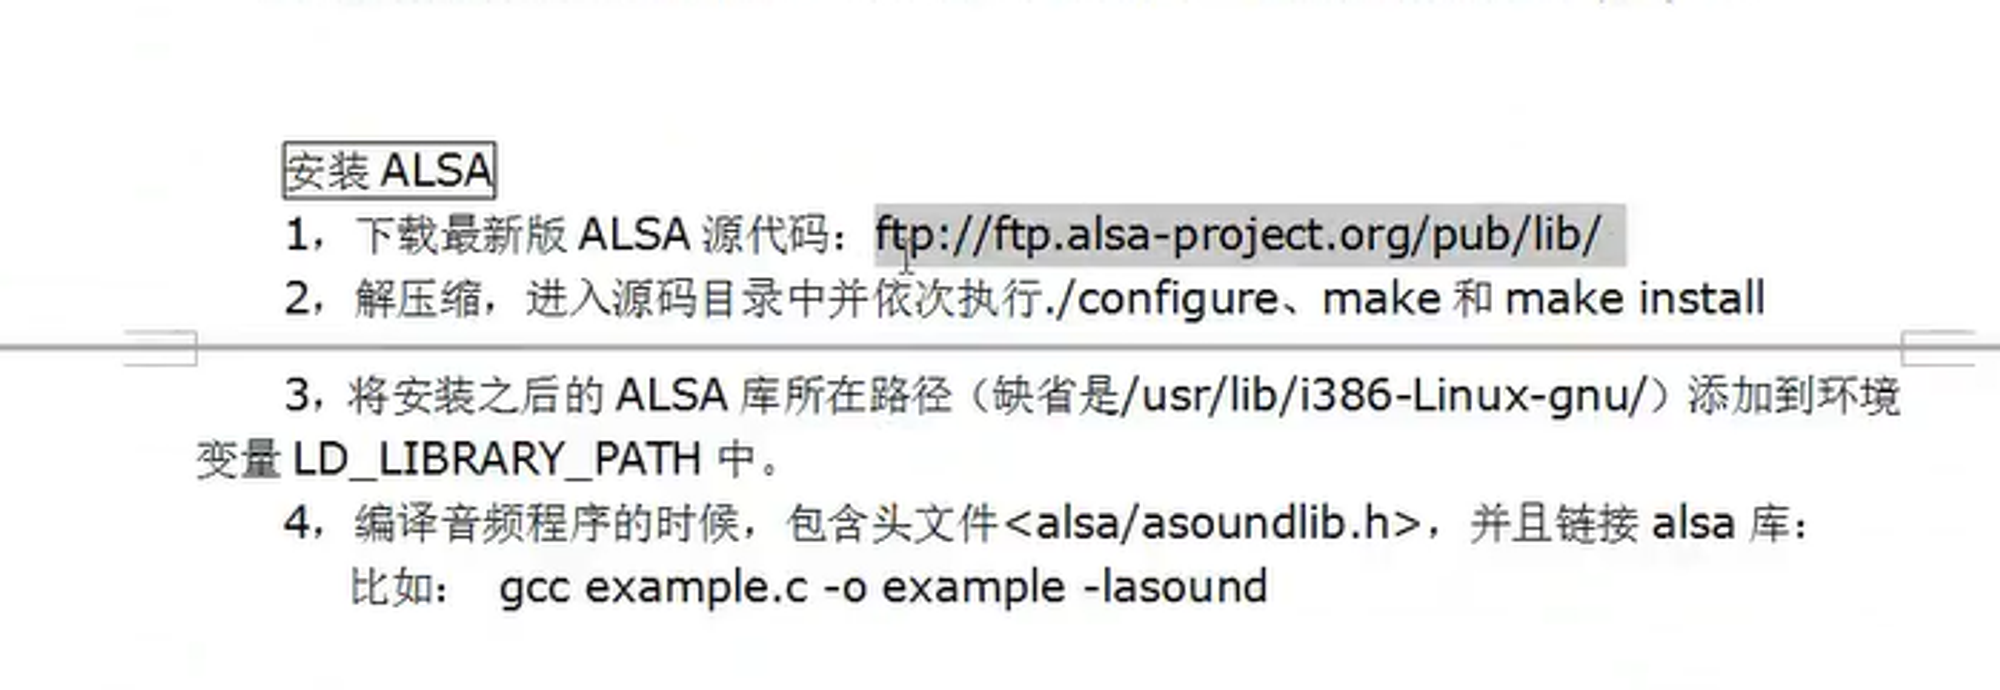 安装 ALSA
1，下载最新版 ALSA 源代码：ftp://ftp.alsa-project.org/pub/lib/
2，解压缩，进入源码目录中并依次执行./configure、make 和 make install
3，将安装之后的 ALSA 库所在路径（缺省是/usr/lib/i386-Linux-gnu/）添加到环境
变量 LD_LIBRARY_PATH 中。
4，编译音频程序的时候，包含头文件<alsa/asoundlib.h>，并且链接 alsa 库：
比如： gcc example.c -o example -lasound